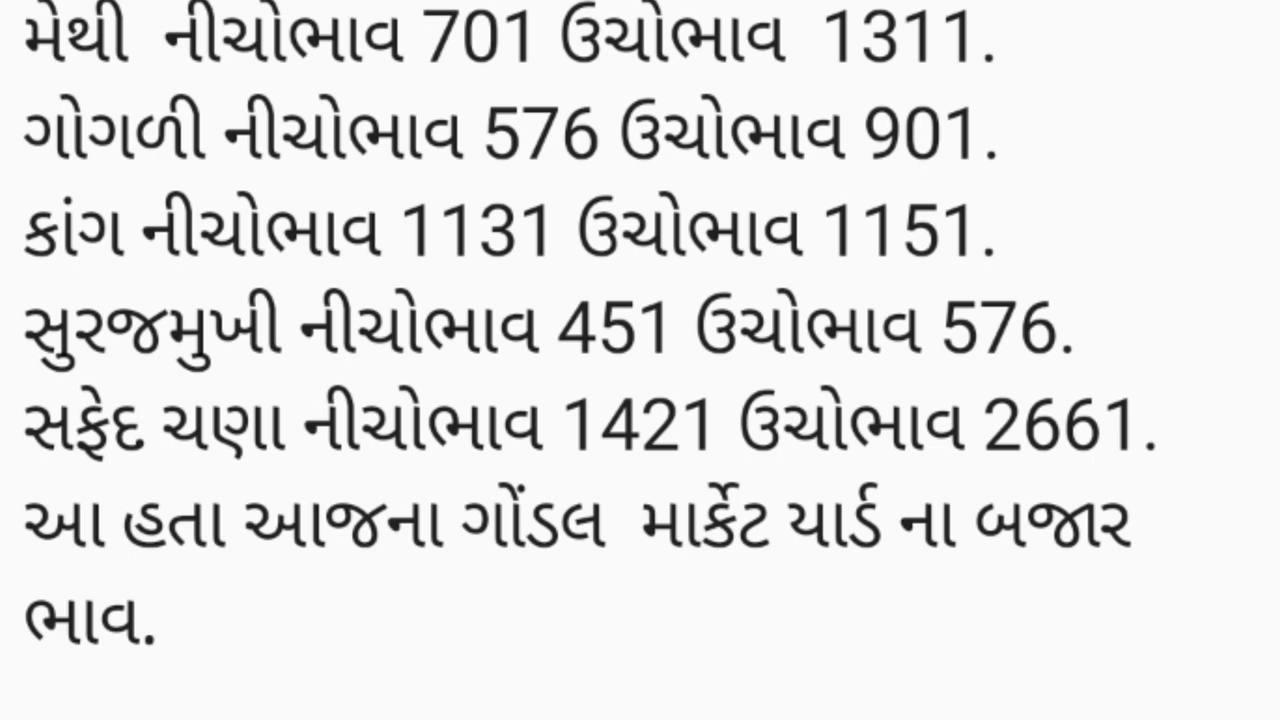 મેથી નીચોભાવ 701 ઉચોભાવ 1311.
ગોગળી નીચોભાવ 576 ઉચોભાવ 901.
કાંગ નીચોભાવ 1131 ઉચોભાવ 1151.
સુરજમુખી નીચોભાવ 451 ઉચોભાવ 576.
સફેદ ચણા નીચોભાવ 1421 ઉચોભાવ 2661.
આ હતા આજના ગોંડલ માર્કેટ યાર્ડ ના બજાર
ભાવ.